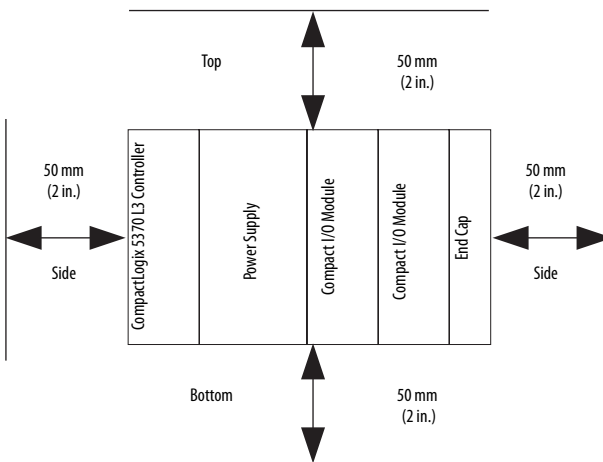 Top
50 mm
(2 in.)
50 mm
(2 in.)
Side
CompactLogix 5370 L3 Controller
Power Supply
Compact I/O Module
Compact I/O Module
End Cap
50 mm
(2 in.)
Side
Bottom
50 mm
(2 in.)